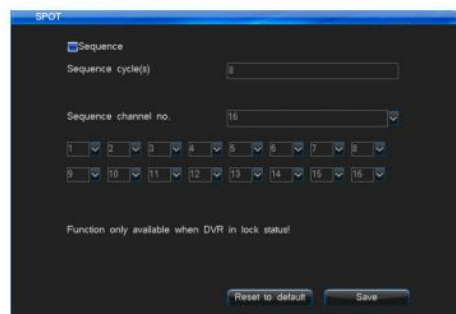 SPOT
Sequence
Sequence cycle(s) 8
Sequence channel no. 16
1 2 3 4 5 6 7 8
9 10 11 12 13 14 15 16
Function only available when DVR in lock status!
Reset to default Save